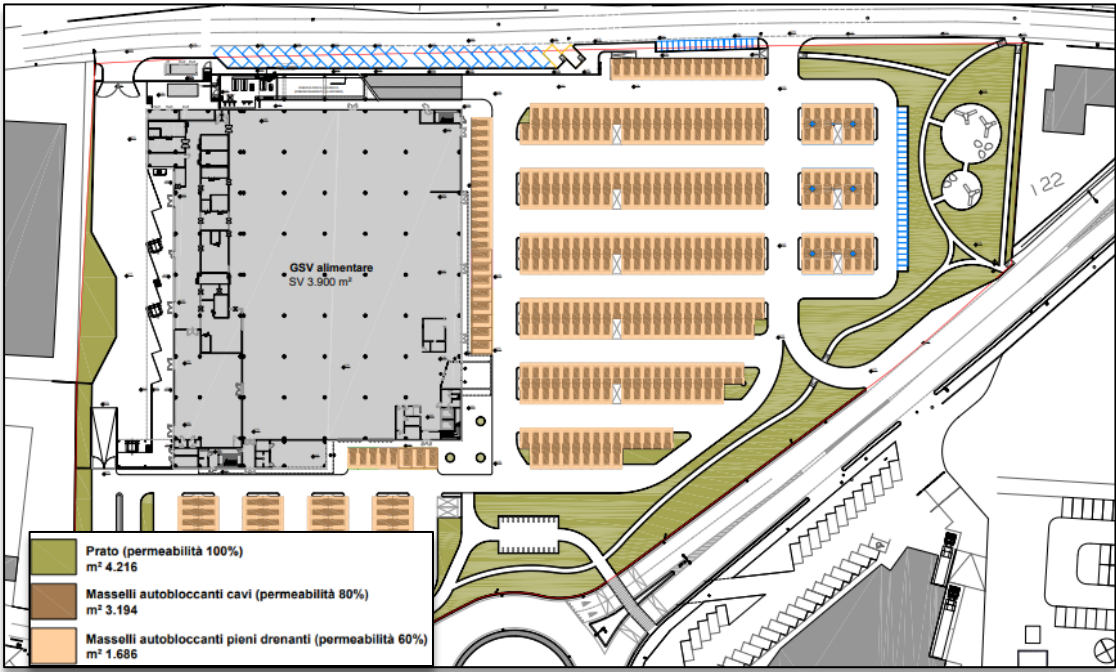 122
GSV alimentare
SV 3.900 m²
Prato (permeabilità 100%)
m² 4.216
Masselli autobloccanti cavi (permeabilità 80%)
m² 3.194
Masselli autobloccanti pieni drenanti (permeabilità 60%)
m² 1.686